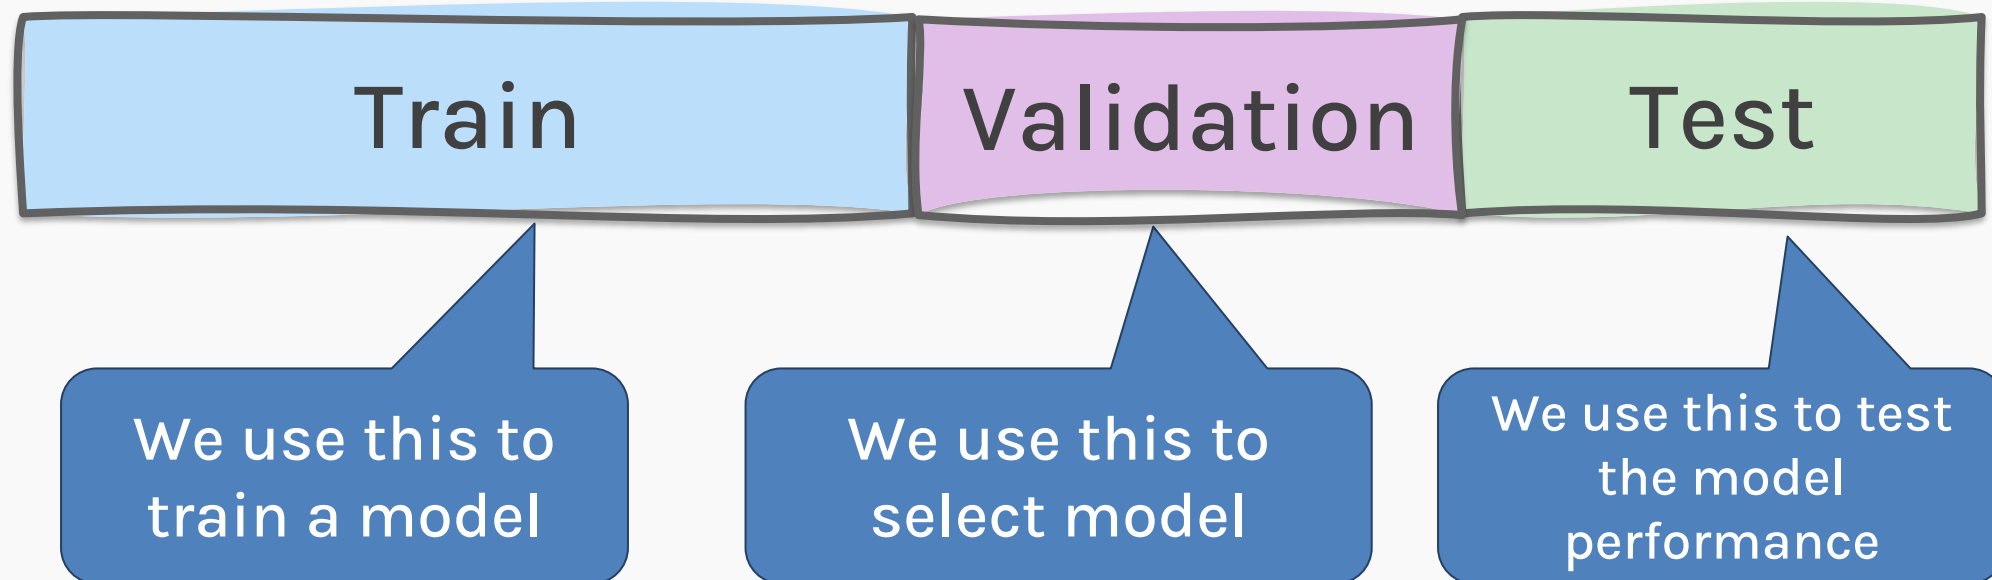 Train
Validation
Test
We use this to
train a model
We use this to
select model
We use this to test
the model
performance